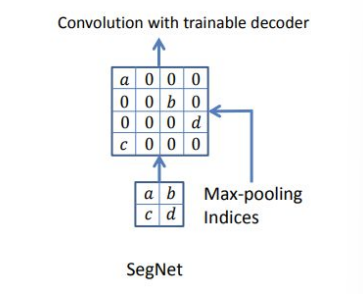 Convolution with trainable decoder
a 0 0 0
0 0 b 0
0 0 0 d
c 0 0 0
a b
c d
Max-pooling
Indices
SegNet